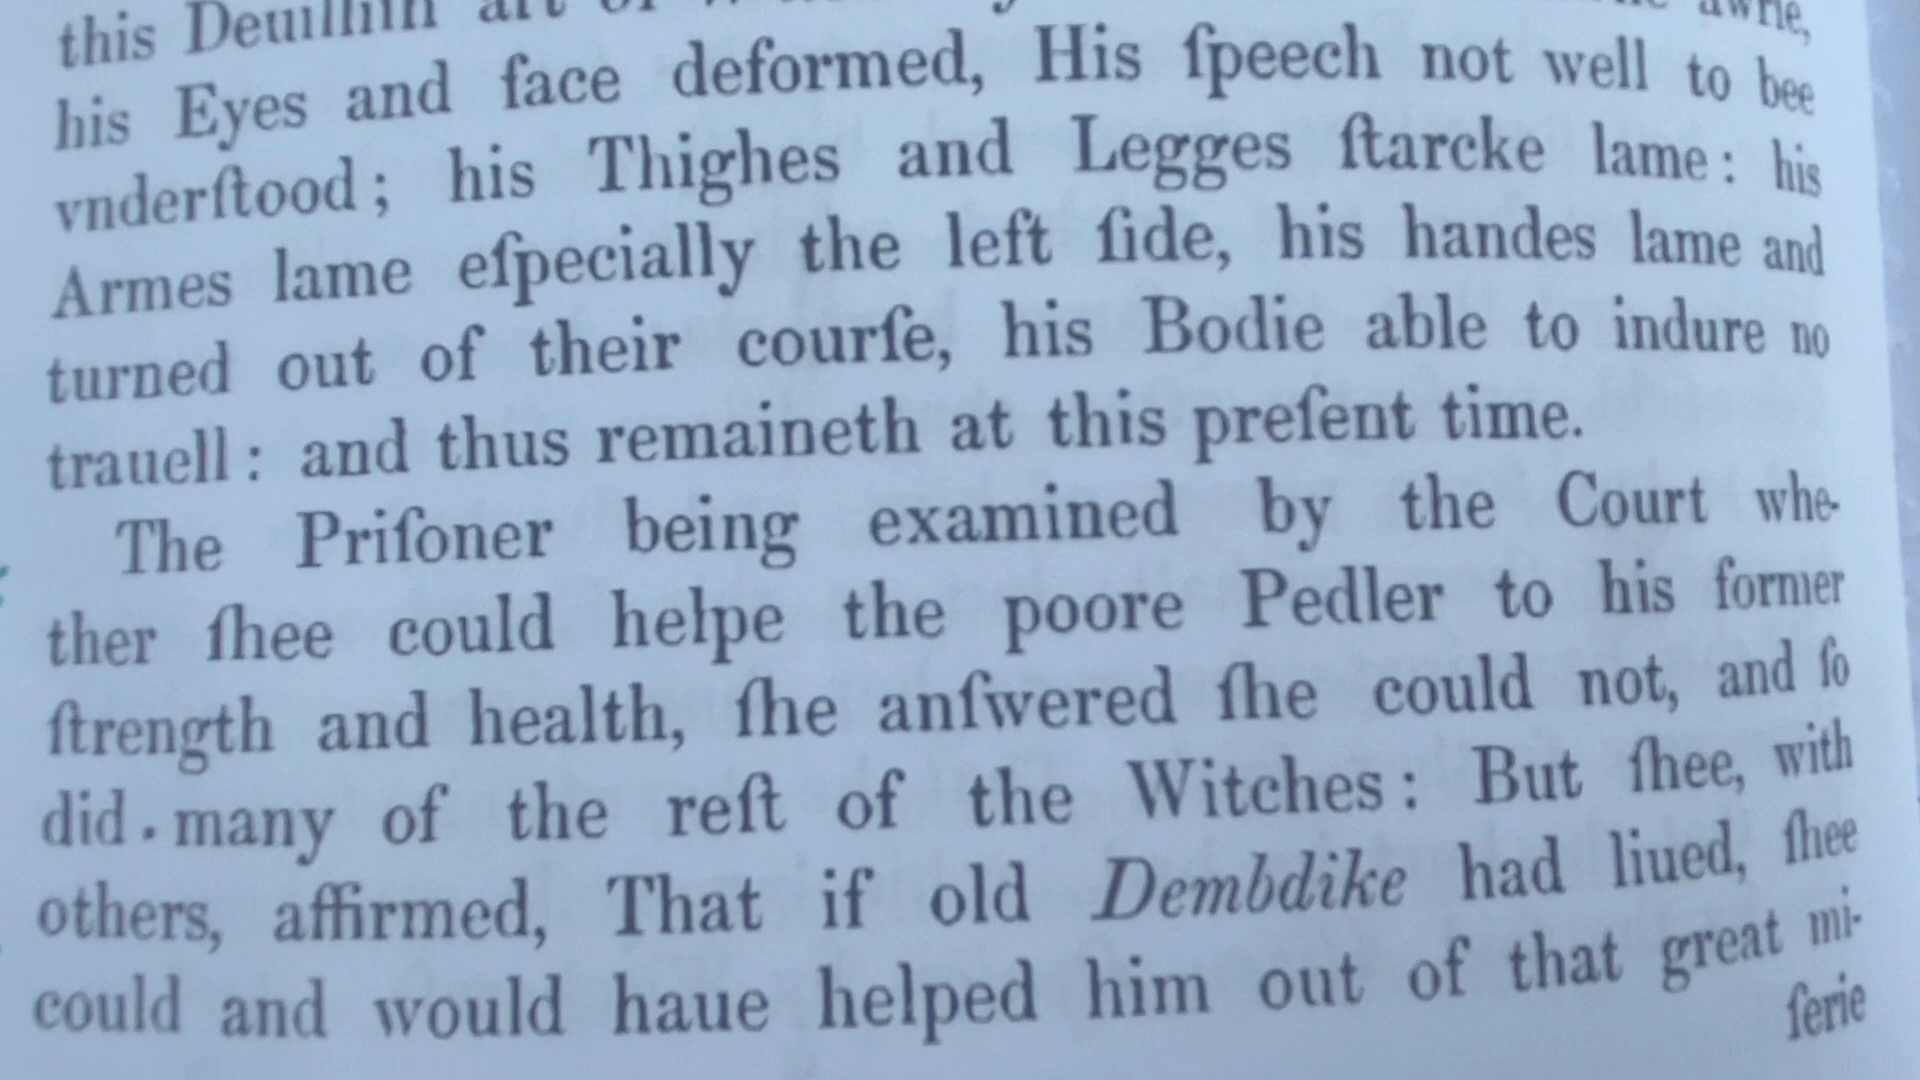 this Deuilliſh art of
his Eyes and face deformed, His ſpeech not well to bee
vnderſtood; his Thighes and Legges ſtarcke lame: his
Armes lame eſpecially the left ſide, his handes lame and
turned out of their courſe, his Bodie able to indure no
trauell: and thus remaineth at this preſent time.
The Priſoner being examined by the Court whe-
ther ſhee could helpe the poore Pedler to his former
ſtrength and health, ſhe anſwered ſhe could not, and ſo
did. many of the reſt of the Witches: But ſhee, with
others, affirmed, That if old Dembdike had liued, ſhee
could and would haue helped him out of that great mi-
ſerie